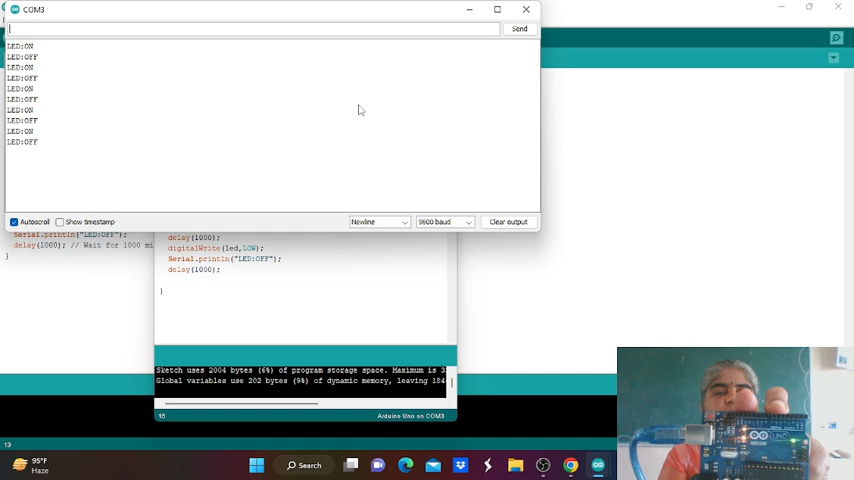 COM3
Send
LED:ON
LED:OFF
LED:ON
LED:OFF
LED:ON
LED:OFF
LED:ON
LED:OFF
LED:ON
LED:OFF
Autoscroll
Show timestamp
Newline
9600 baud
Clear output
Serial.println("LED:OFF");
delay(1000); // Wait for 1000 mi
}
delay(1000);
digitalWrite(led,LOW);
Serial.println("LED:OFF");
delay(1000);
}
Sketch uses 2004 bytes (6%) of program storage space. Maximum is 3
Global variables use 202 bytes (9%) of dynamic memory, leaving 184
15
Arduino Uno on COM3
13
95°F
Haze
Search
UNO